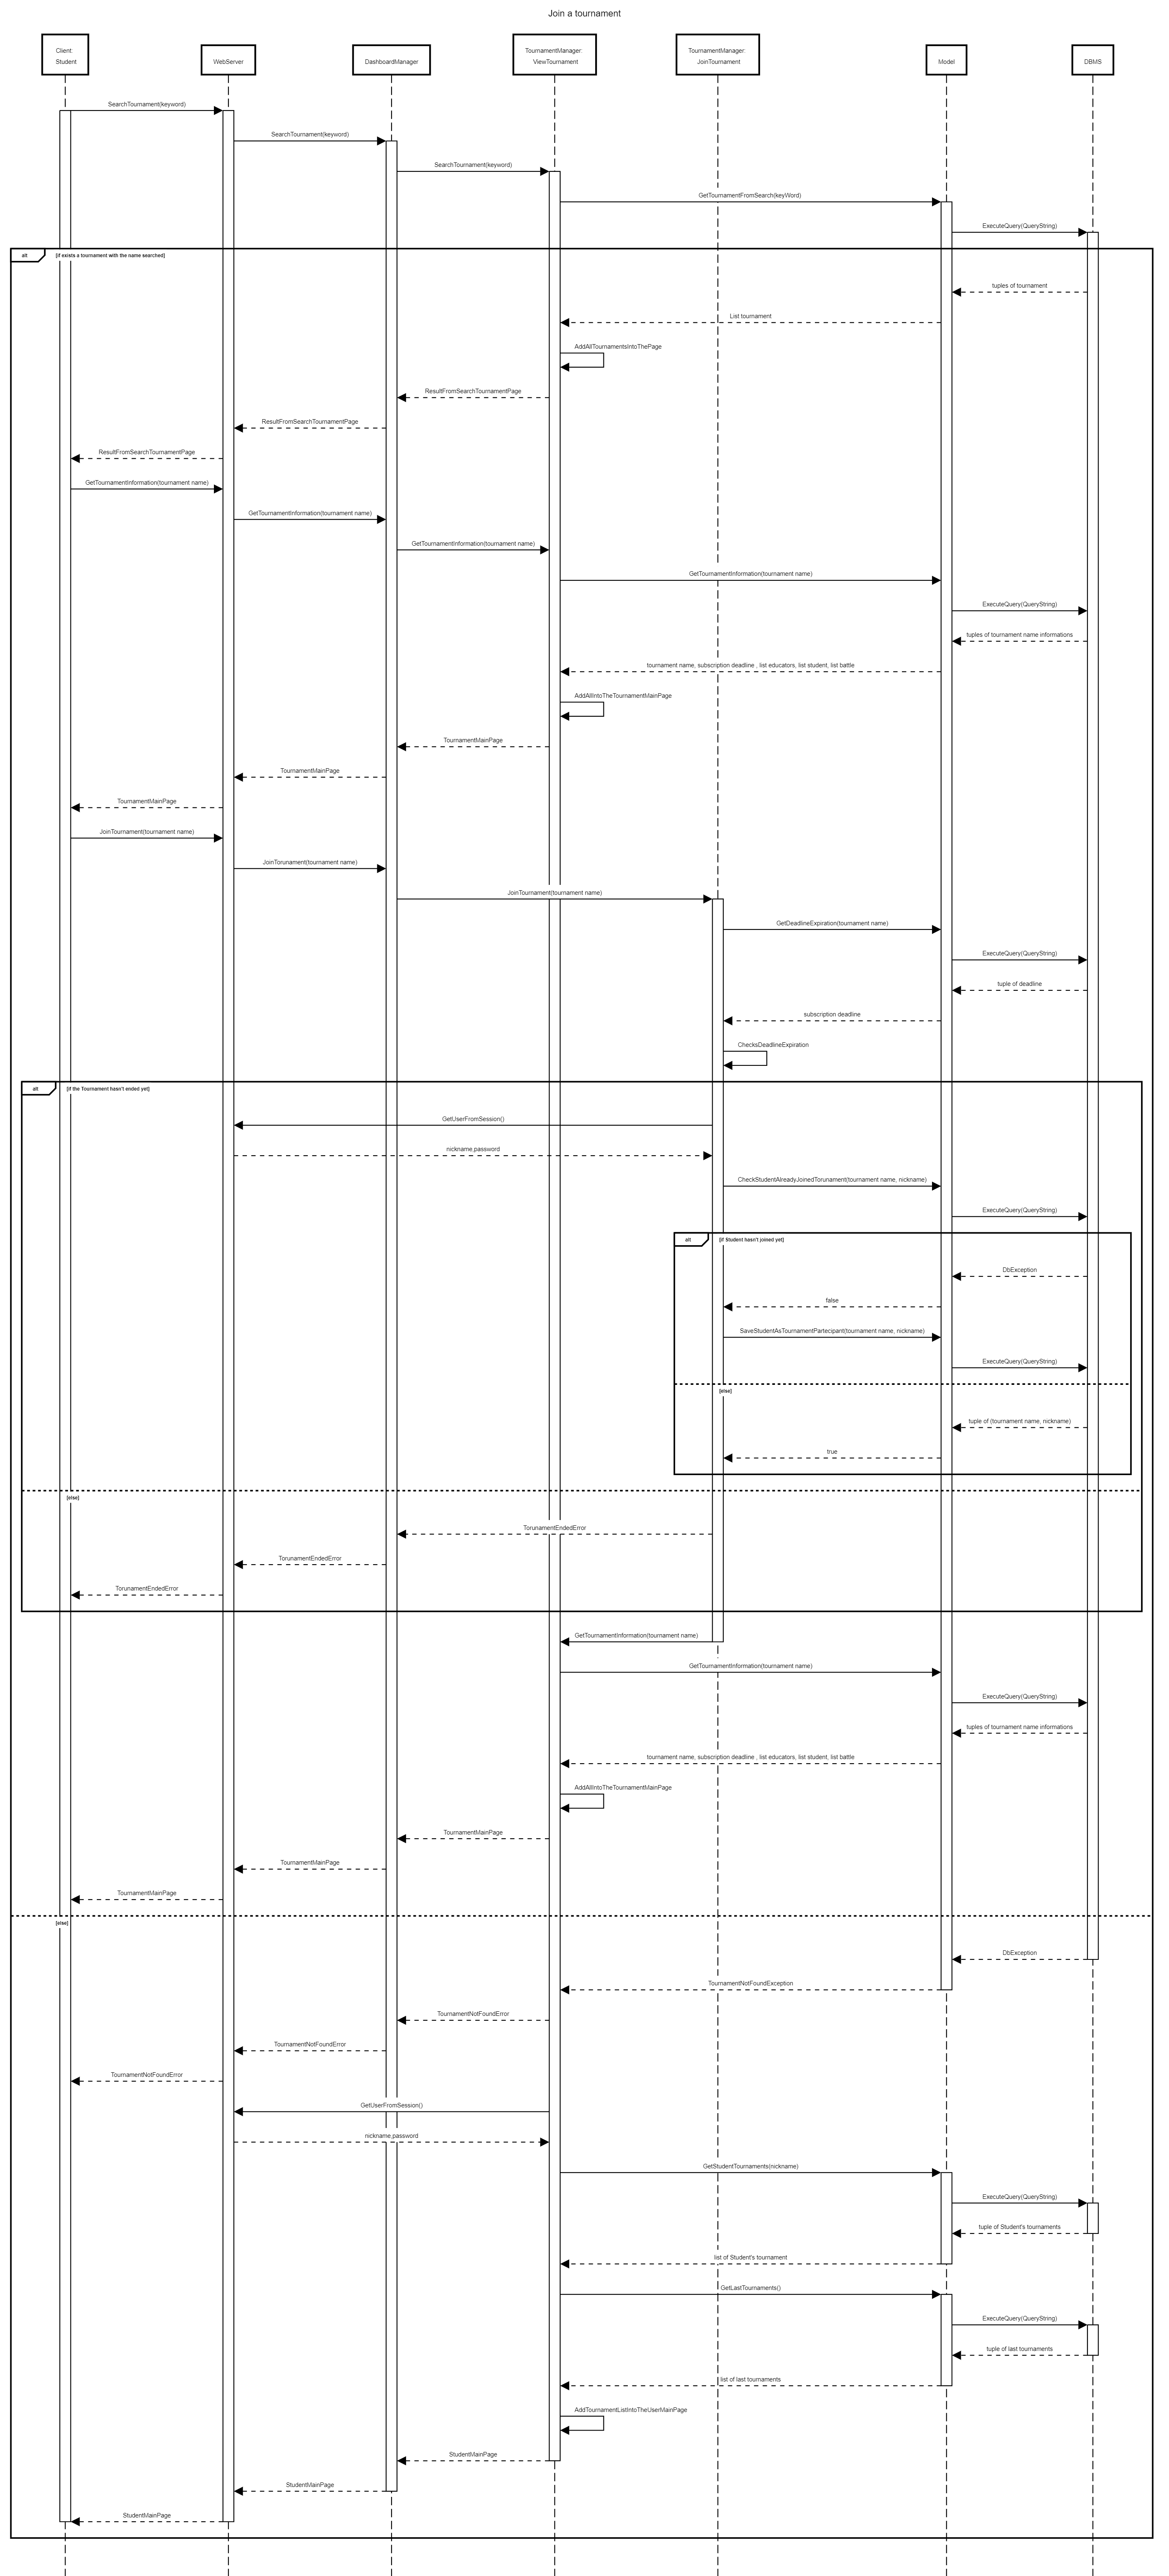 Join a tournament
Client:
Student
WebServer
DashboardManager
TournamentManager:
ViewTournament
TournamentManager:
JoinTournament
Model
DBMS
SearchTournament(keyword)
SearchTournament(keyword)
SearchTournament(keyword)
GetTournamentFromSearch(keyWord)
ExecuteQuery(QueryString)
alt
[if exists a tournament with the name searched]
tuples of tournament
List tournament
AddAllTournamentsIntoThePage
ResultFromSearchTournamentPage
ResultFromSearchTournamentPage
ResultFromSearchTournamentPage
GetTournamentInformation(tournament name)
GetTournamentInformation(tournament name)
GetTournamentInformation(tournament name)
GetTournamentInformation(tournament name)
ExecuteQuery(QueryString)
tuples of tournament name informations
tournament name, subscription deadline , list educators, list student, list battle
AddAllIntoTheTournamentMainPage
TournamentMainPage
TournamentMainPage
TournamentMainPage
JoinTournament(tournament name)
JoinTorunament(tournament name)
JoinTournament(tournament name)
GetDeadlineExpiration(tournament name)
ExecuteQuery(QueryString)
tuple of deadline
subscription deadline
ChecksDeadlineExpiration
alt
[if the Tournament hasn't ended yet]
GetUserFromSession()
nickname,password
CheckStudentAlreadyJoinedTorunament(tournament name, nickname)
ExecuteQuery(QueryString)
alt
[if Student hasn't joined yet]
DbException
false
SaveStudentAsTournamentPartecipant(tournament name, nickname)
ExecuteQuery(QueryString)
[else]
tuple of (tournament name, nickname)
true
[else]
TorunamentEndedError
TorunamentEndedError
TorunamentEndedError
GetTournamentInformation(tournament name)
GetTournamentInformation(tournament name)
ExecuteQuery(QueryString)
tuples of tournament name informations
tournament name, subscription deadline , list educators, list student, list battle
AddAllIntoTheTournamentMainPage
TournamentMainPage
TournamentMainPage
TournamentMainPage
[else]
DbException
TournamentNotFoundException
TournamentNotFoundError
TournamentNotFoundError
TournamentNotFoundError
GetUserFromSession()
nickname,password
GetStudentTournaments(nickname)
ExecuteQuery(QueryString)
tuple of Student's tournaments
list of Student's tournament
GetLastTournaments()
ExecuteQuery(QueryString)
tuple of last tournaments
list of last tournaments
AddTournamentListIntoTheUserMainPage
StudentMainPage
StudentMainPage
StudentMainPage